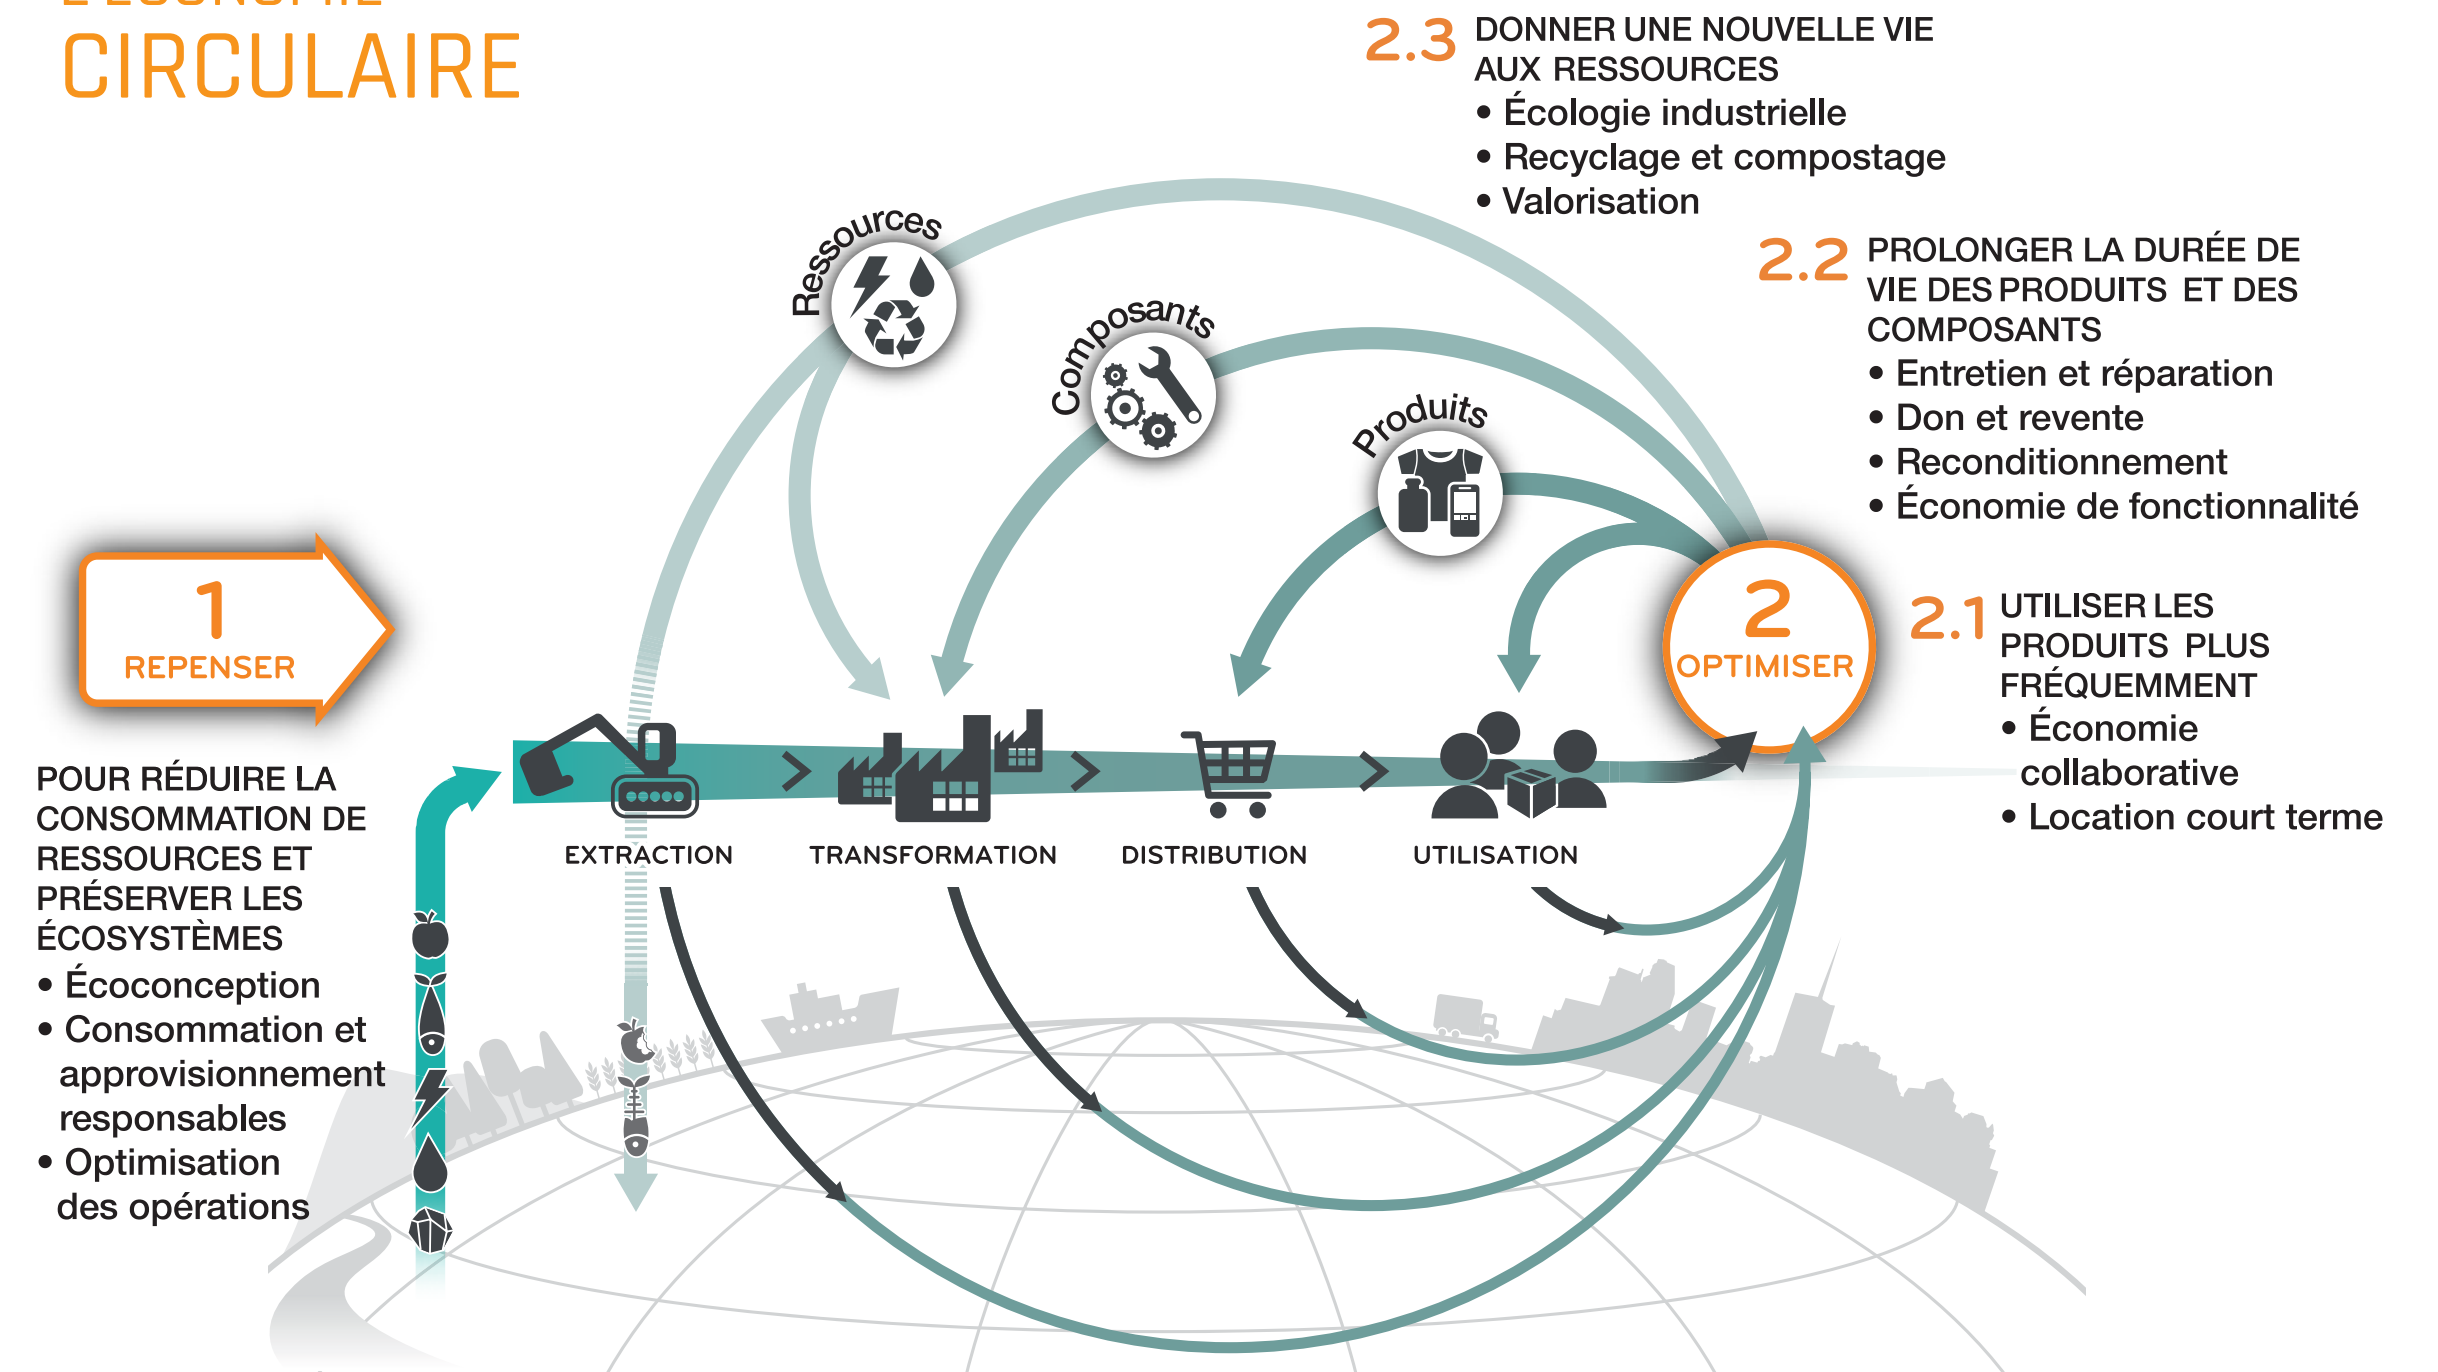 L'ÉCONOMIE
CIRCULAIRE
1
REPENSER
POUR RÉDUIRE LA
CONSOMMATION DE
RESSOURCES ET
PRÉSERVER LES
ÉCOSYSTÈMES
• Écoconception
• Consommation et
approvisionnement
responsables
• Optimisation
des opérations
Ressources
Composants
Produits
EXTRACTION
TRANSFORMATION
DISTRIBUTION
UTILISATION
2
OPTIMISER
2.3 DONNER UNE NOUVELLE VIE
AUX RESSOURCES
• Écologie industrielle
• Recyclage et compostage
• Valorisation
2.2 PROLONGER LA DURÉE DE
VIE DES PRODUITS ET DES
COMPOSANTS
• Entretien et réparation
• Don et revente
• Reconditionnement
• Économie de fonctionnalité
2.1 UTILISER LES
PRODUITS PLUS
FRÉQUEMMENT
• Économie
collaborative
• Location court terme